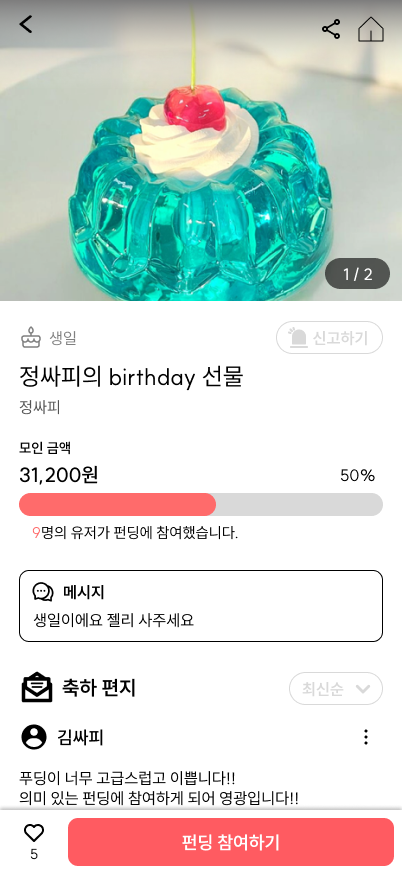 1 / 2
생일
신고하기
정싸피의 birthday 선물
정싸피
모인 금액
31,200원
50%
9명의 유저가 펀딩에 참여했습니다.
메시지
생일이에요 젤리 사주세요
축하 편지
최신순
김싸피
푸딩이 너무 고급스럽고 이쁩니다!!
의미 있는 펀딩에 참여하게 되어 영광입니다!!
5
펀딩 참여하기